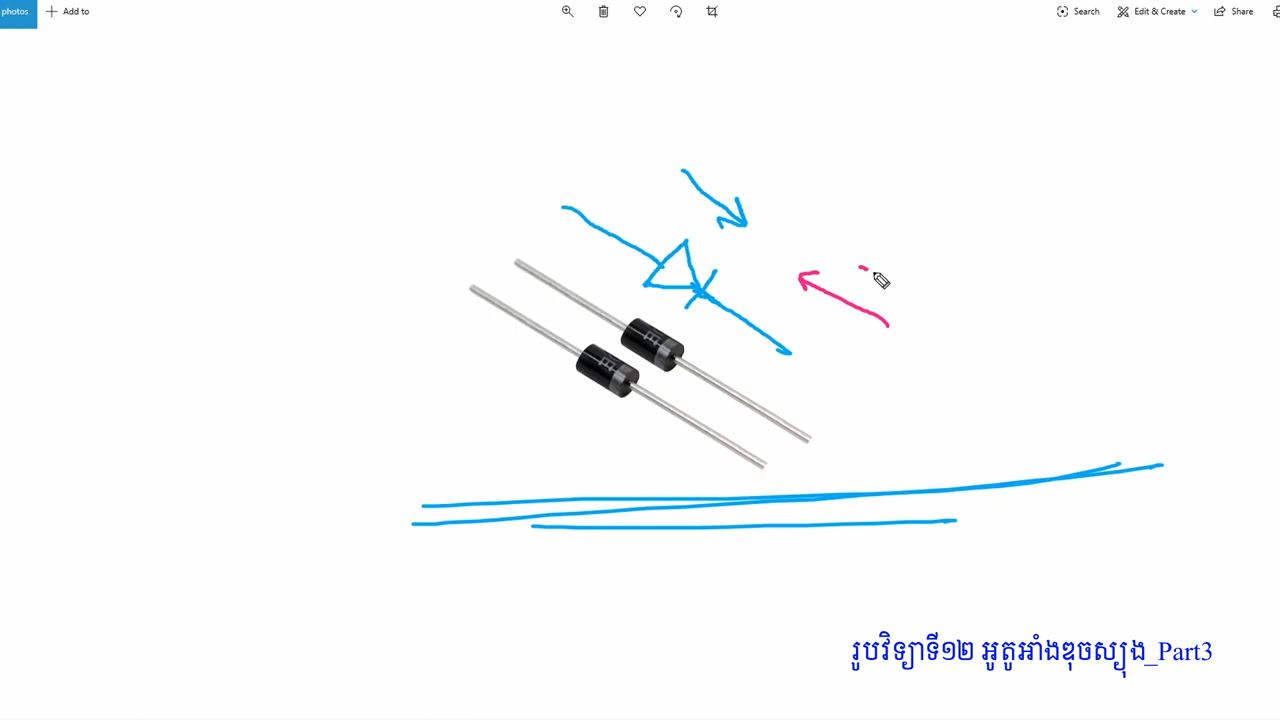 photos
Add to
Search
Edit & Create
Share
រូបវិទ្យាទី១២ អូតូអាំងឌុចស្យុង_Part3